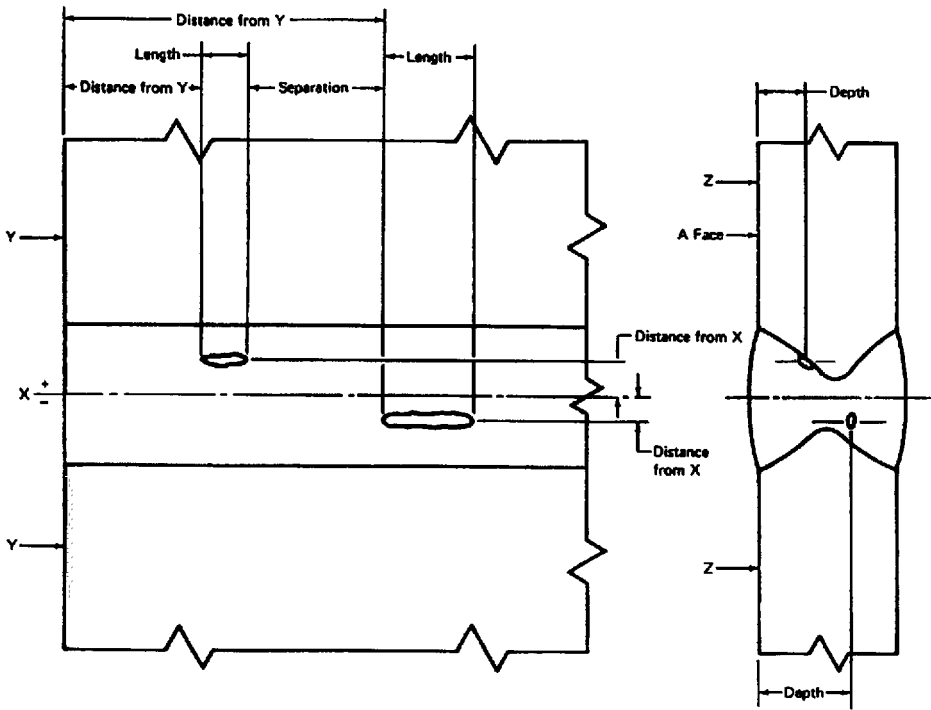 Distance from Y
Length
Length
Distance from Y
Separation
Depth
Z
Y
A Face
Distance from X
X + -
Distance
from X
Y
Z
Depth